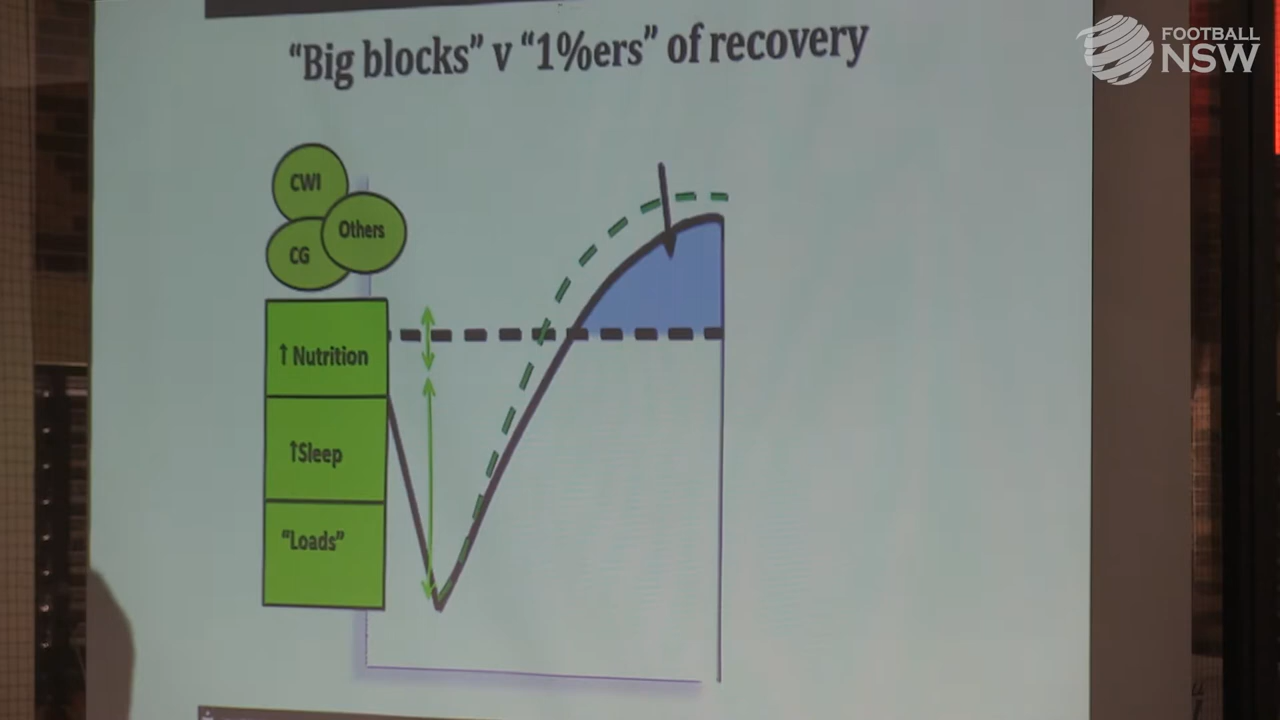 “Big blocks” v “1%ers” of recovery
FOOTBALL
NSW
CWI
Others
CG
↑ Nutrition
↑Sleep
“Loads”